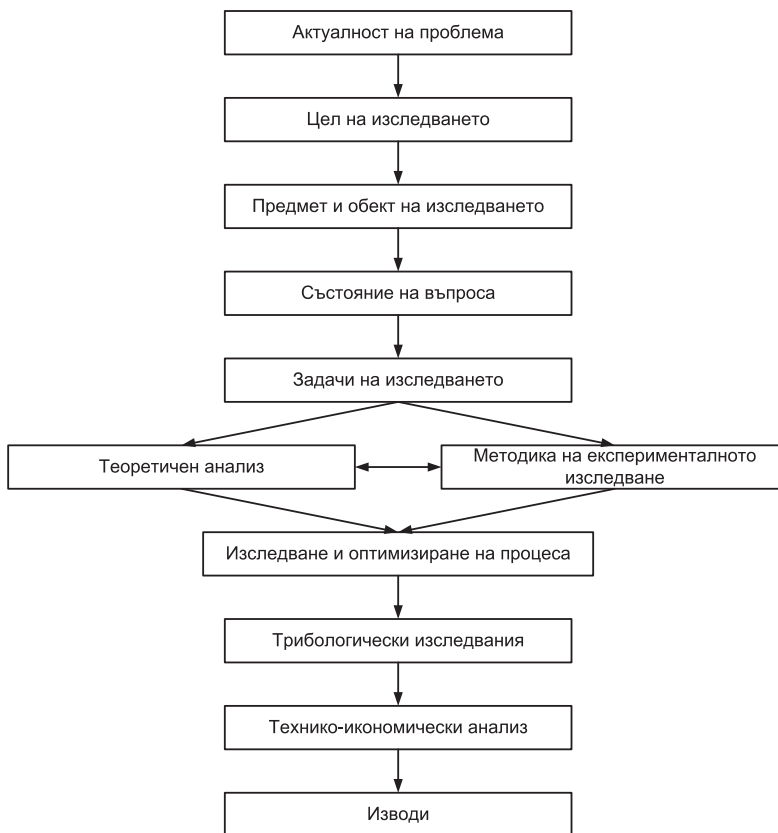 Актуалност на проблема
Цел на изследването
Предмет и обект на изследването
Състояние на въпроса
Задачи на изследването
Теоретичен анализ
Методика на експерименталното
изследване
Изследване и оптимизиране на процеса
Трибологически изследвания
Технико-икономически анализ
Изводи